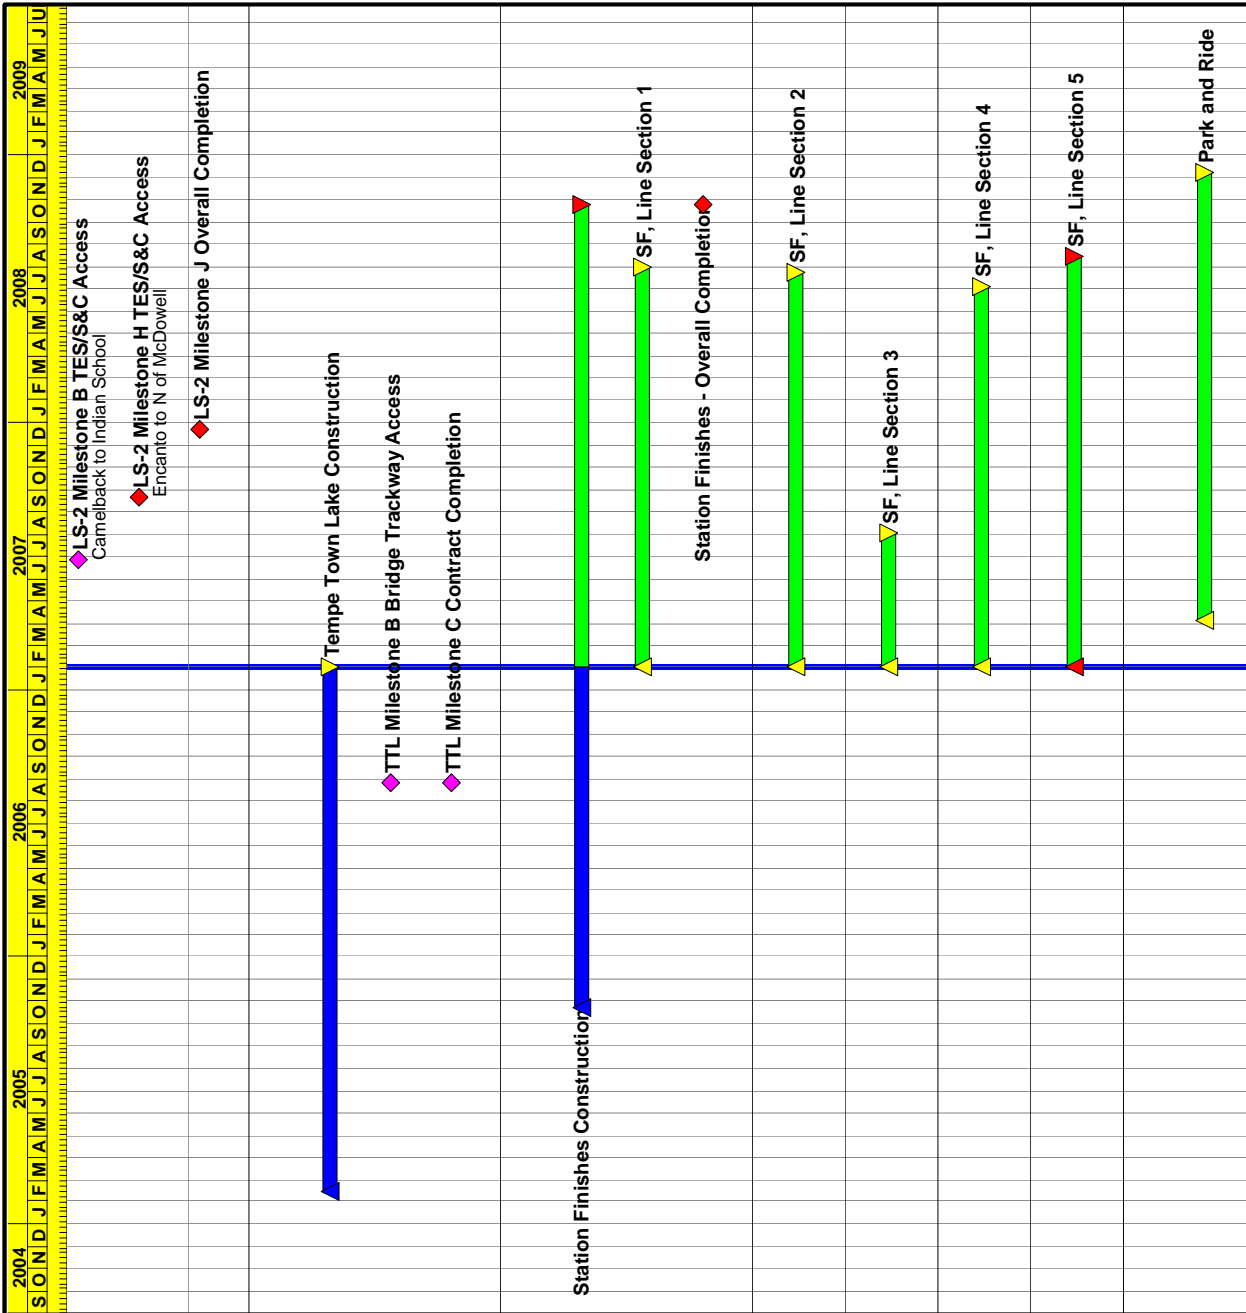 2004 2005 2006 2007 2008 2009
S O N D J F M A M J J A S O N D J F M A M J J A S O N D J F M A M J J A S O N D J F M A M J J A S O N D J F M A M J U
LS-2 Milestone B TES/S&C Access
Camelback to Indian School
LS-2 Milestone H TES/S&C Access
Encanto to N of McDowell
LS-2 Milestone J Overall Completion
Tempe Town Lake Construction
TTL Milestone B Bridge Trackway Access
TTL Milestone C Contract Completion
Station Finishes Construction
SF, Line Section 1
Station Finishes - Overall Completion
SF, Line Section 2
SF, Line Section 3
SF, Line Section 4
SF, Line Section 5
Park and Ride